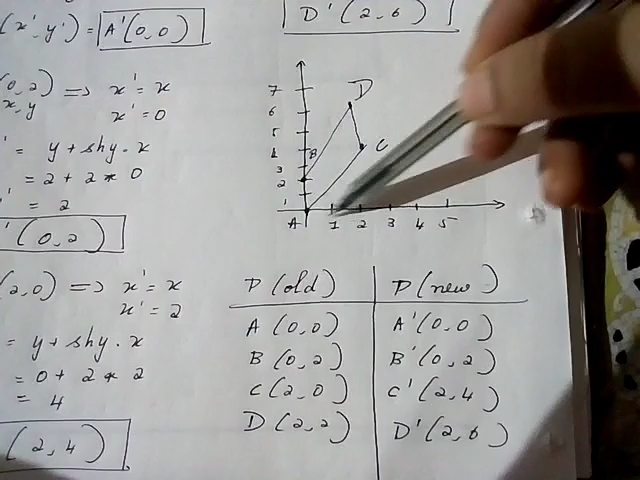 (x', y') = A'(0,0)
(0,2) => x' = x
x, y x' = 0
' = y + shy · x
= 2 + 2 * 0
' = 2
'(0,2)
(2,0) => x' = x
x' = 2
= y + shy · x
= 0 + 2 * 2
= 4
(2,4)
D'(2,6)
7
6
5
4
3
2
1
D
B
C
A 1 2 3 4 5
P(old) P(new)
A(0,0) A'(0,0)
B(0,2) B'(0,2)
C(2,0) C'(2,4)
D(2,2) D'(2,6)